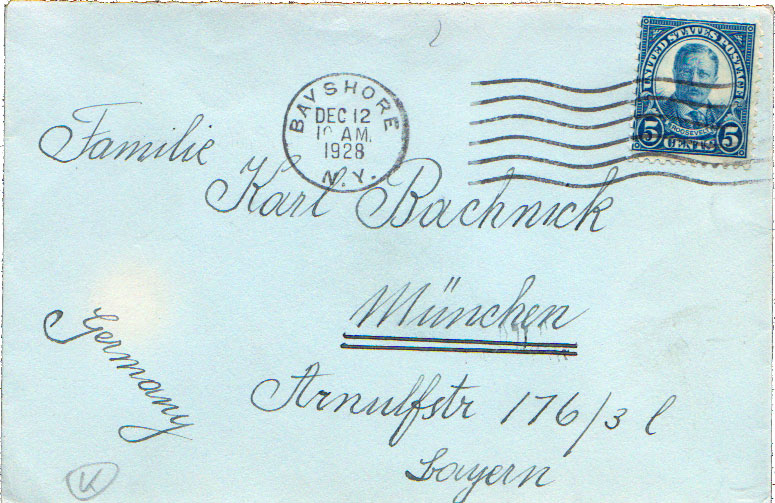 UNITED STATES POSTAGE
ROOSEVELT
5 CENTS 5
BAYSHORE
DEC 12
10 AM.
1928
N.Y.
Familie
Karl Bachnick
München
Germany
Arnulfstr 176/3 l
Bayern
K